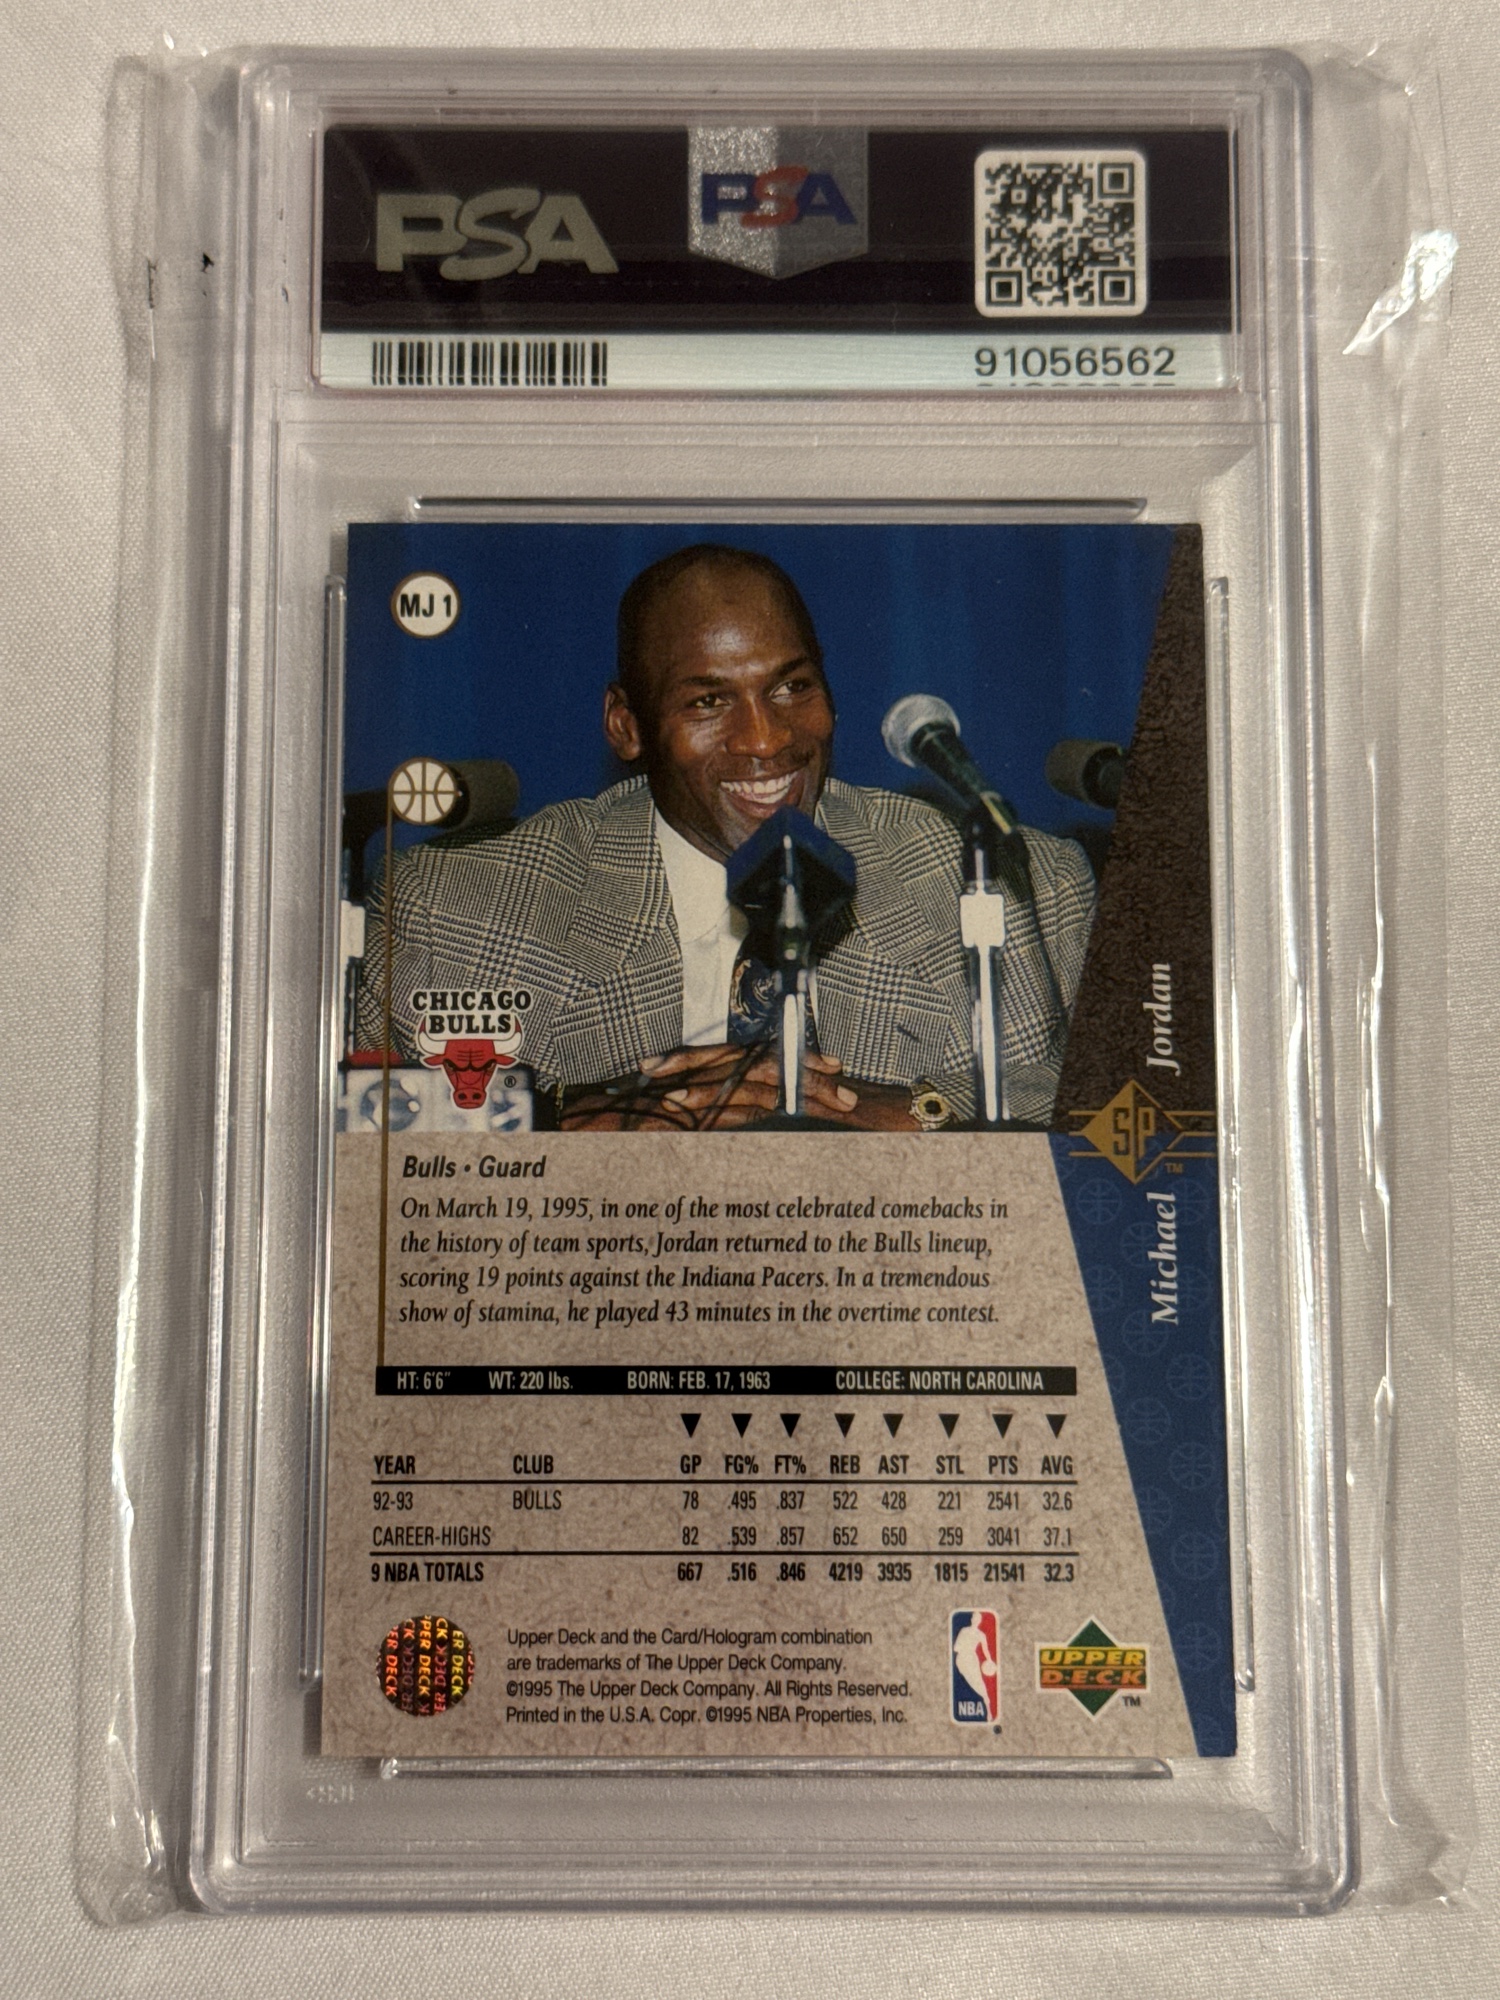 PSA
PSA
91056562
MJ 1
CHICAGO
BULLS
®
Michael Jordan
SP
TM
Bulls • Guard
On March 19, 1995, in one of the most celebrated comebacks in
the history of team sports, Jordan returned to the Bulls lineup,
scoring 19 points against the Indiana Pacers. In a tremendous
show of stamina, he played 43 minutes in the overtime contest.
HT: 6'6" WT: 220 lbs. BORN: FEB. 17, 1963 COLLEGE: NORTH CAROLINA
YEAR CLUB GP FG% FT% REB AST STL PTS AVG
92-93 BULLS 78 .495 .837 522 428 221 2541 32.6
CAREER-HIGHS 82 .539 .857 652 650 259 3041 37.1
9 NBA TOTALS 667 .516 .846 4219 3935 1815 21541 32.3
UPPER DECK
Upper Deck and the Card/Hologram combination
are trademarks of The Upper Deck Company.
©1995 The Upper Deck Company. All Rights Reserved.
Printed in the U.S.A. Copr. ©1995 NBA Properties, Inc.
NBA
®
UPPER
DECK
TM